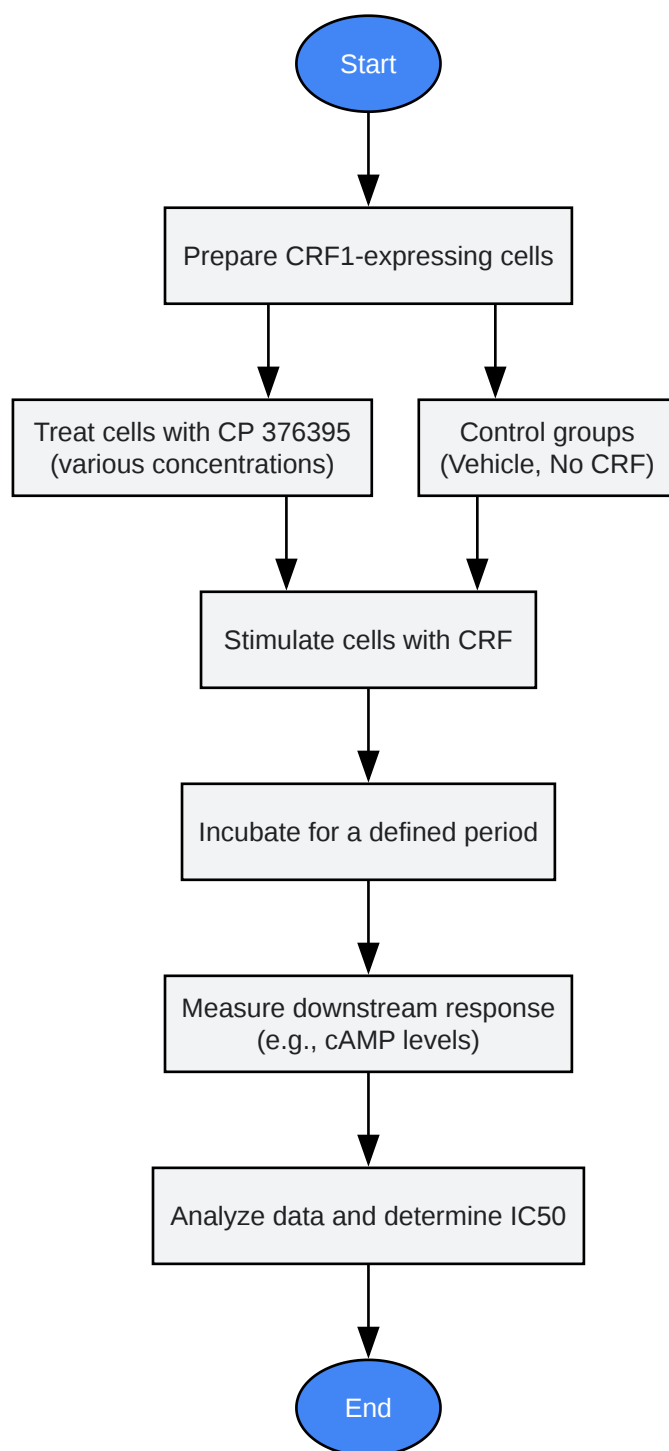 Start
Prepare CRF1-expressing cells
Treat cells with CP 376395
(various concentrations)
Control groups
(Vehicle, No CRF)
Stimulate cells with CRF
Incubate for a defined period
Measure downstream response
(e.g., cAMP levels)
Analyze data and determine IC50
End